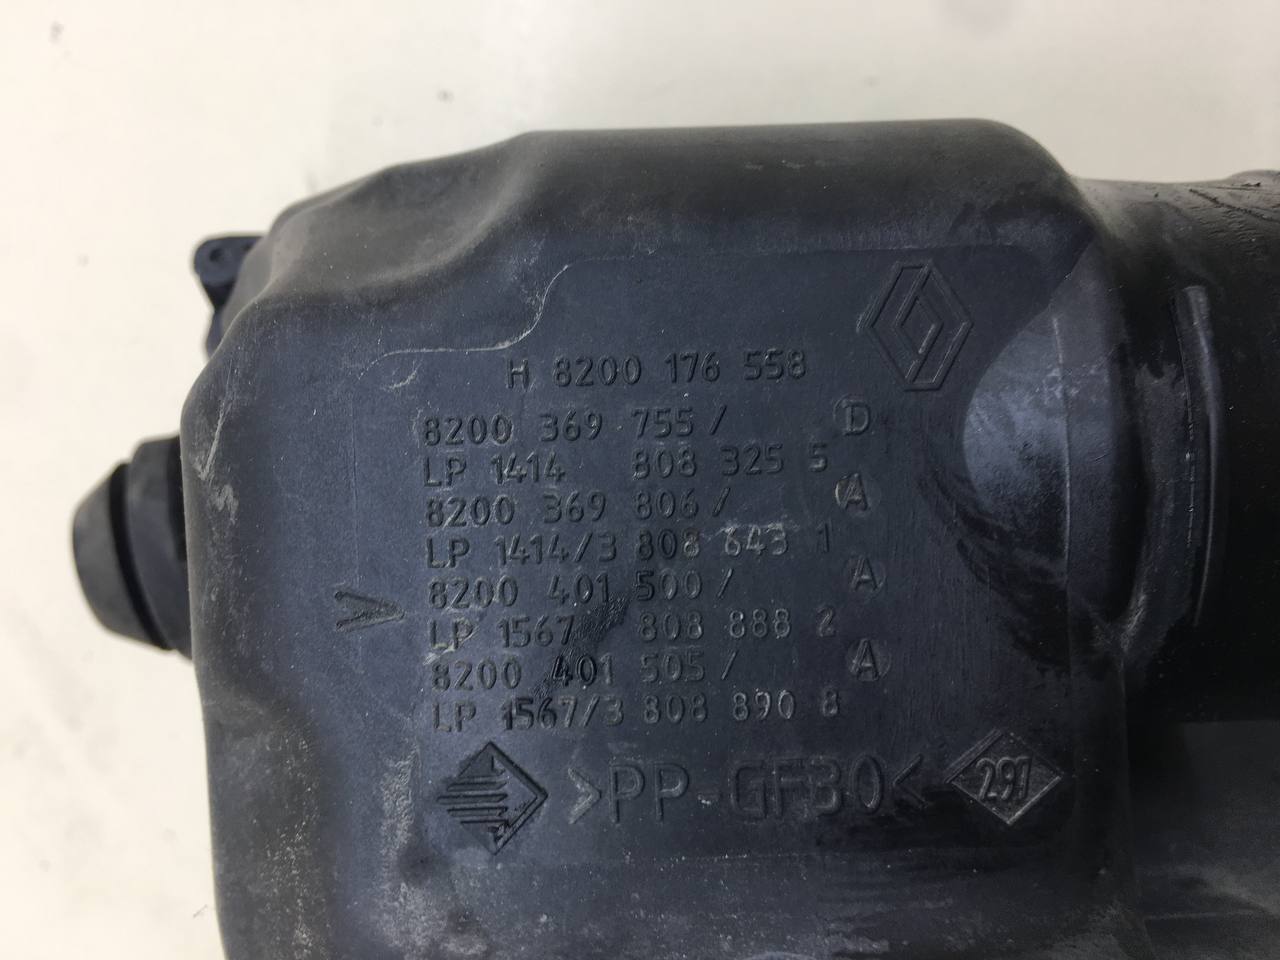 H 8200 176 558
8200 369 755/ D
LP 1414 808 325 5
8200 369 806/ A
LP 1414/3 808 643 1
8200 401 500/ A
LP 1567 808 888 2
8200 401 505/ A
LP 1567/3 808 890 8
>PP-GF30< 297